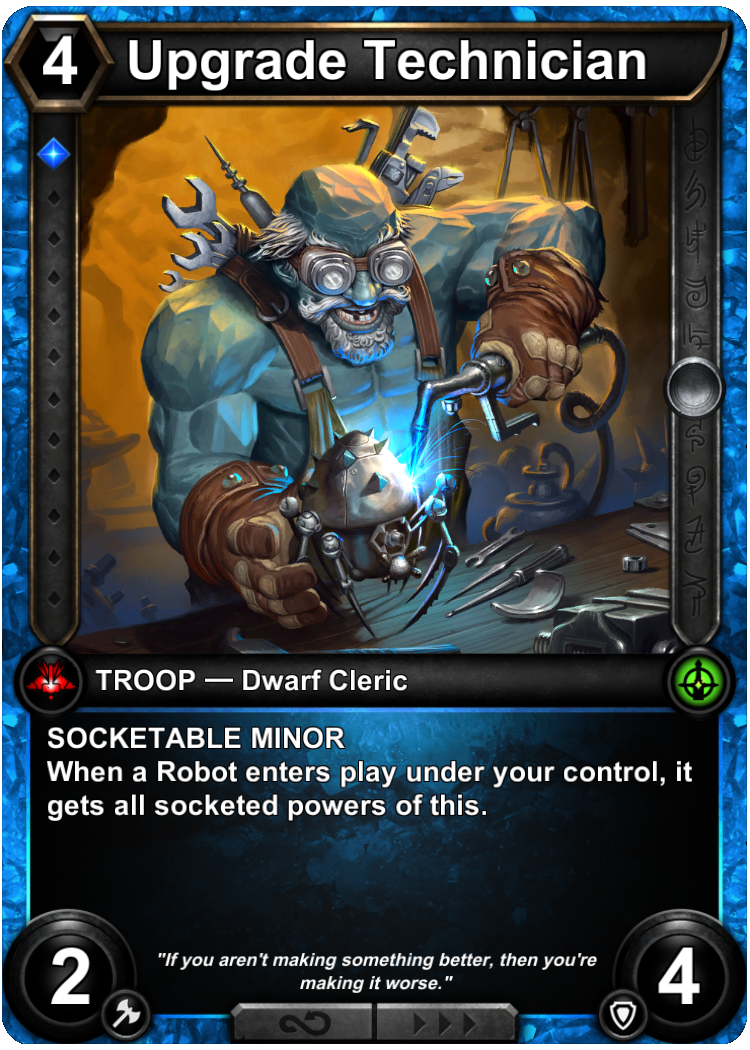 4 Upgrade Technician
TROOP — Dwarf Cleric
SOCKETABLE MINOR
When a Robot enters play under your control, it
gets all socketed powers of this.
"If you aren't making something better, then you're
making it worse."
2 4